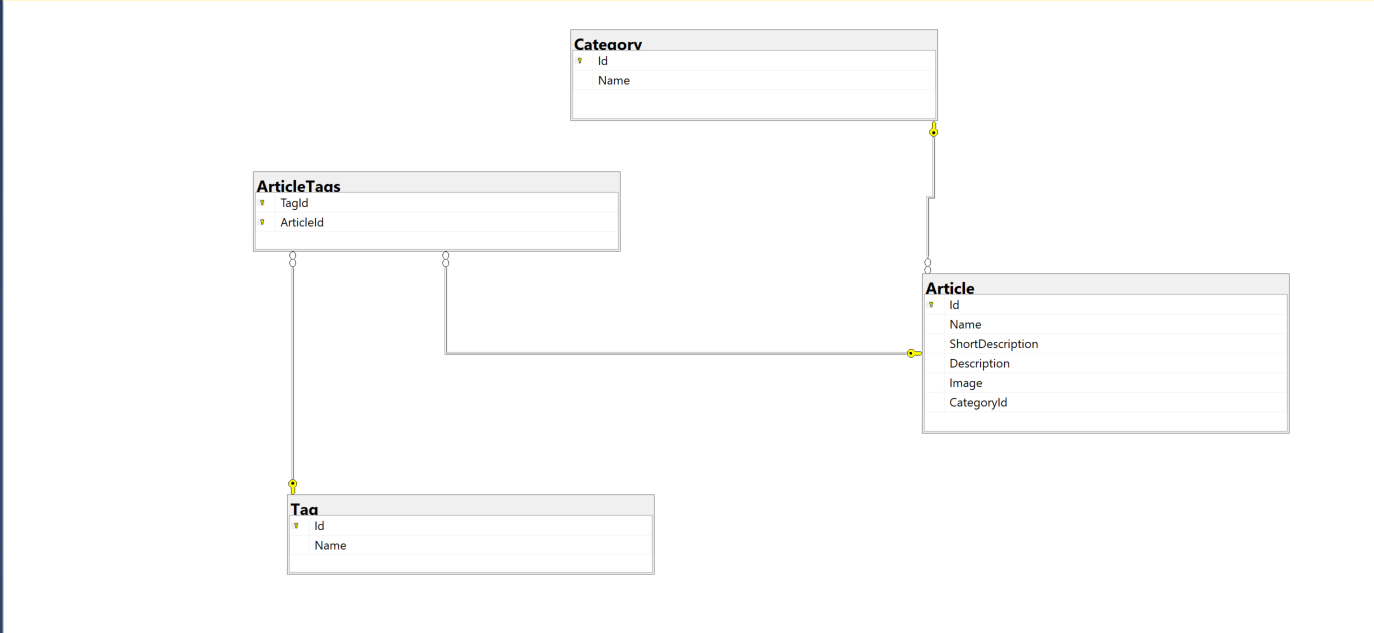 Category
Id
Name
ArticleTags
TagId
ArticleId
Article
Id
Name
ShortDescription
Description
Image
CategoryId
Tag
Id
Name